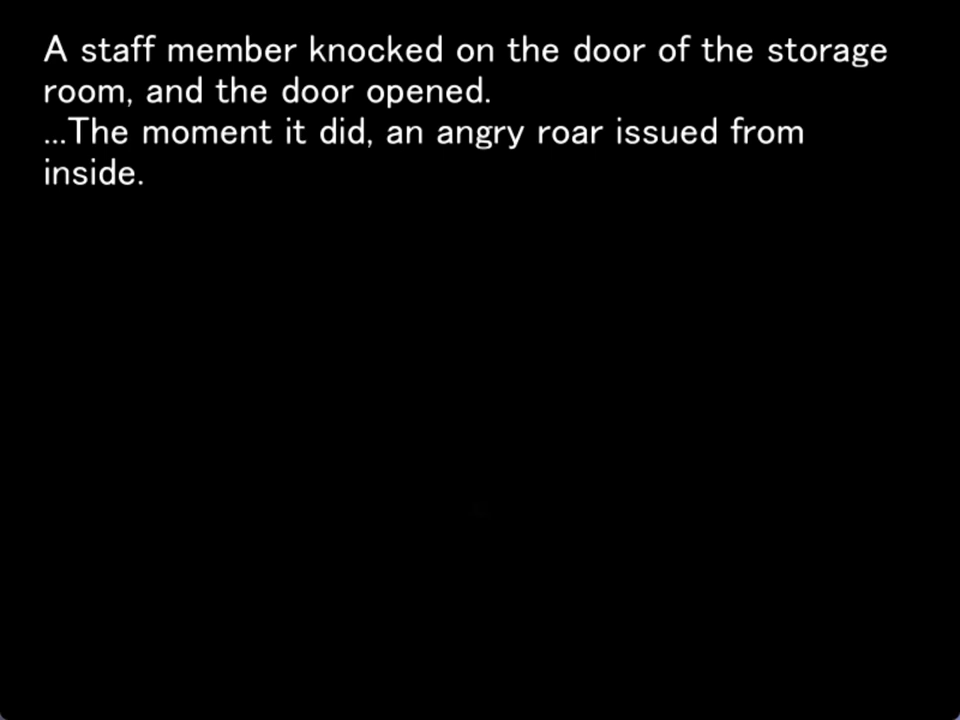 A staff member knocked on the door of the storage
room, and the door opened.
...The moment it did, an angry roar issued from
inside.